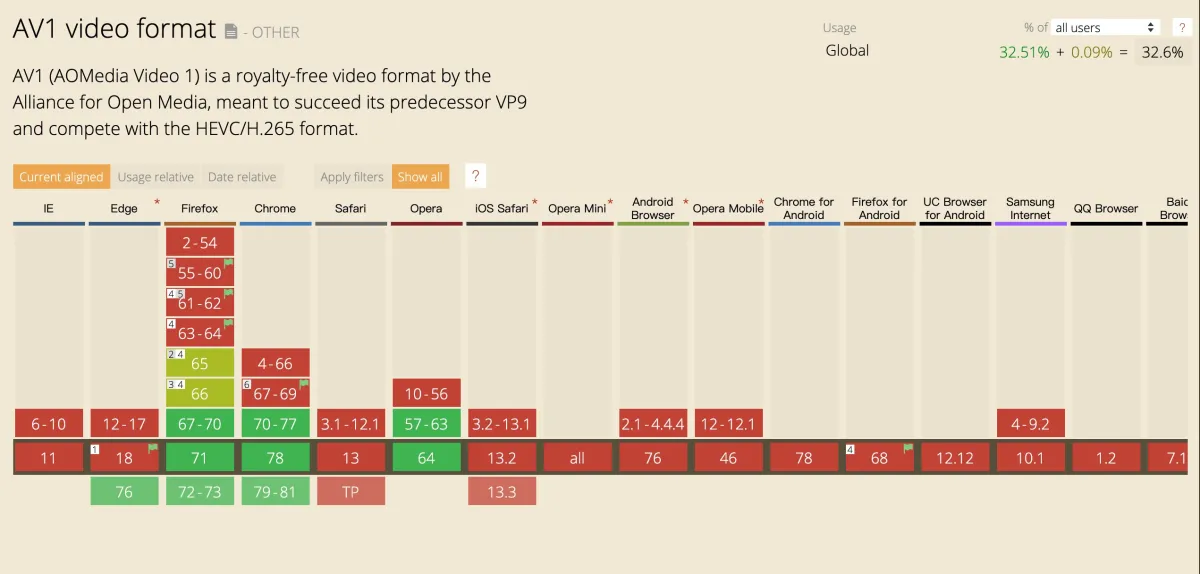 AV1 video format - OTHER
Usage % of all users ?
Global 32.51% + 0.09% = 32.6%
AV1 (AOMedia Video 1) is a royalty-free video format by the
Alliance for Open Media, meant to succeed its predecessor VP9
and compete with the HEVC/H.265 format.
Current aligned Usage relative Date relative Apply filters Show all ?
IE Edge * Firefox Chrome Safari Opera iOS Safari * Opera Mini * Android Browser * Opera Mobile * Chrome for Android Firefox for Android UC Browser for Android Samsung Internet QQ Browser
2-54
5 55-60
4 5 61-62
4 63-64
2 4 65 4-66
3 4 66 6 67-69 10-56
6-10 12-17 67-70 70-77 3.1-12.1 57-63 3.2-13.1 2.1-4.4.4 12-12.1 4-9.2
11 1 18 71 78 13 64 13.2 all 76 46 78 4 68 12.12 10.1 1.2 7.1
76 72-73 79-81 TP 13.3